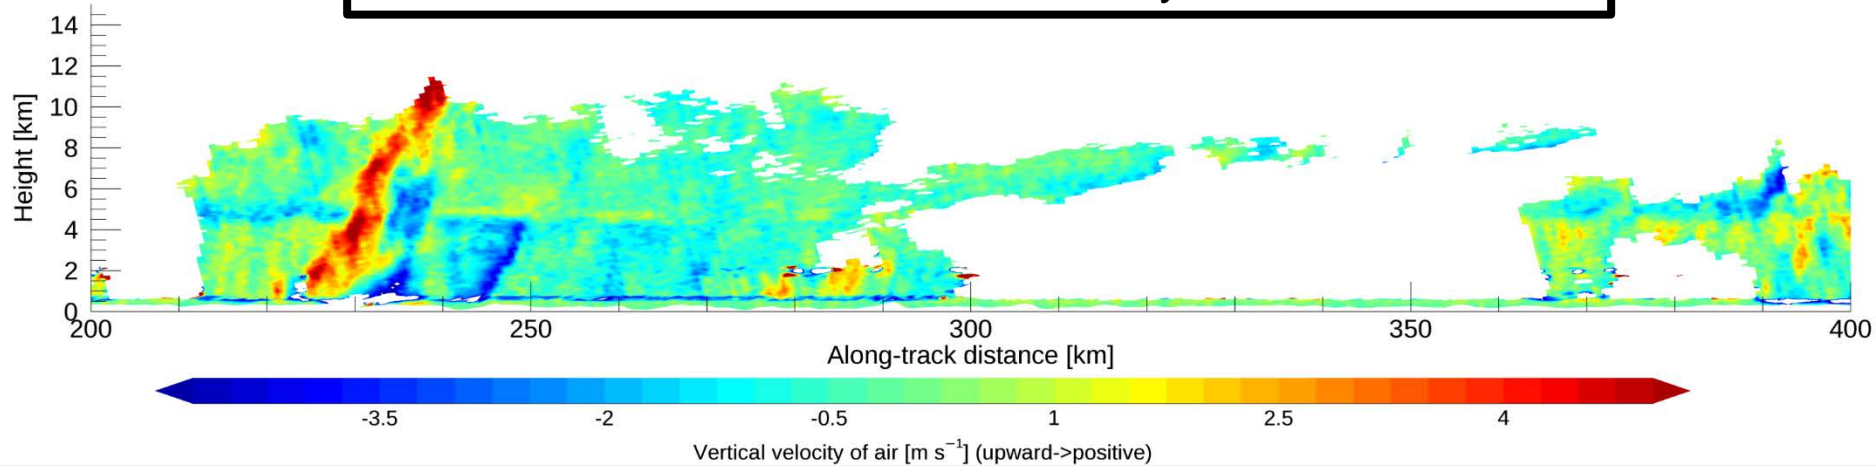 14
12
10
8
6
4
2
0
Height [km]
200 250 300 350 400
Along-track distance [km]
-3.5 -2 -0.5 1 2.5 4
Vertical velocity of air [m s⁻¹] (upward->positive)